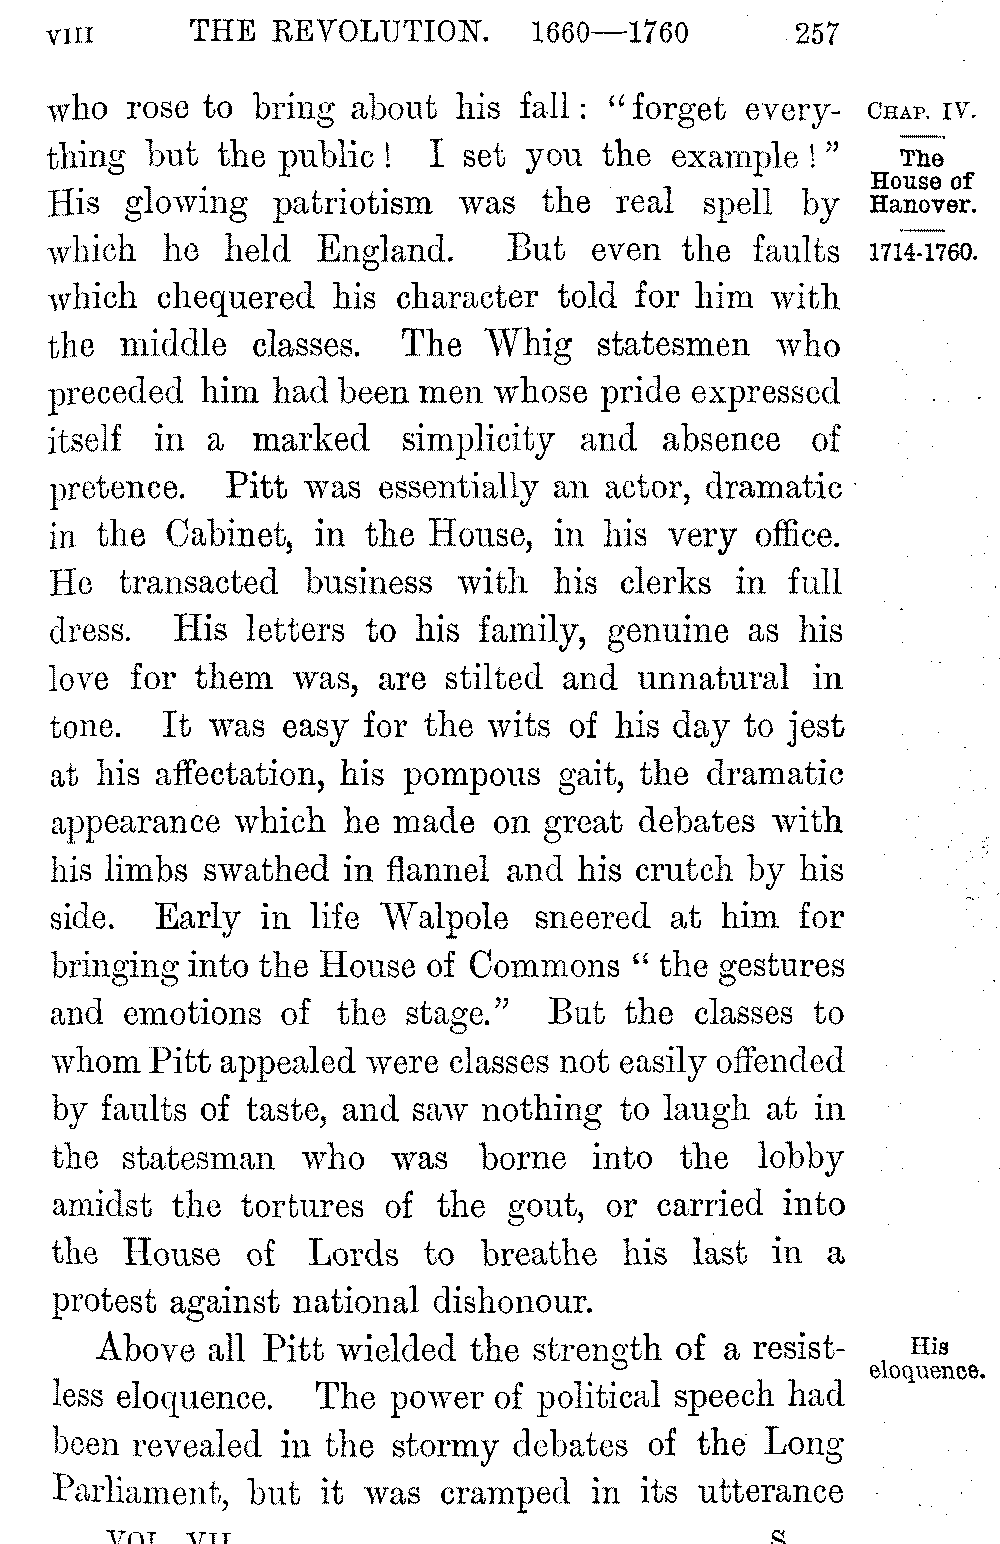 VIII THE REVOLUTION. 1660—1760 257
who rose to bring about his fall: "forget every-
thing but the public! I set you the example!"
His glowing patriotism was the real spell by
which he held England. But even the faults
which chequered his character told for him with
the middle classes. The Whig statesmen who
preceded him had been men whose pride expressed
itself in a marked simplicity and absence of
pretence. Pitt was essentially an actor, dramatic
in the Cabinet, in the House, in his very office.
He transacted business with his clerks in full
dress. His letters to his family, genuine as his
love for them was, are stilted and unnatural in
tone. It was easy for the wits of his day to jest
at his affectation, his pompous gait, the dramatic
appearance which he made on great debates with
his limbs swathed in flannel and his crutch by his
side. Early in life Walpole sneered at him for
bringing into the House of Commons "the gestures
and emotions of the stage." But the classes to
whom Pitt appealed were classes not easily offended
by faults of taste, and saw nothing to laugh at in
the statesman who was borne into the lobby
amidst the tortures of the gout, or carried into
the House of Lords to breathe his last in a
protest against national dishonour.
Above all Pitt wielded the strength of a resist-
less eloquence. The power of political speech had
been revealed in the stormy debates of the Long
Parliament, but it was cramped in its utterance
VOL. VII S
CHAP. IV.
The
House of
Hanover.
1714-1760.
His
eloquence.